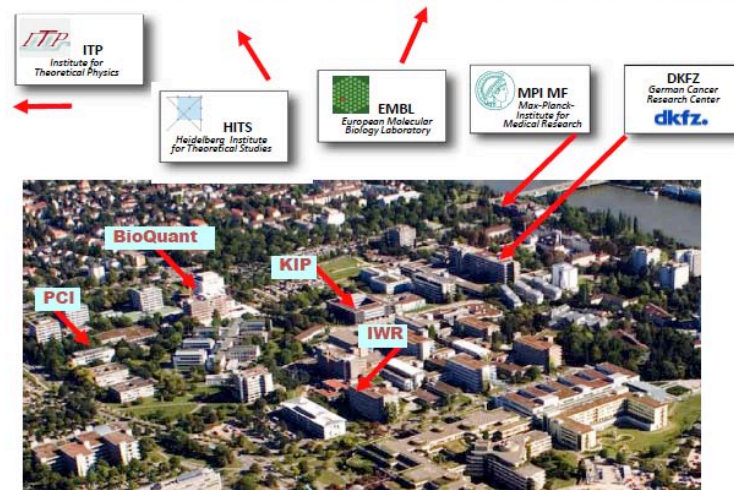 ITP
ITP
Institute for
Theoretical Physics
HITS
Heidelberg Institute
for Theoretical Studies
EMBL
European Molecular
Biology Laboratory
MPI MF
Max-Planck-
Institute for
Medical Research
DKFZ
German Cancer
Research Center
dkfz.
BioQuant
PCI
KIP
IWR